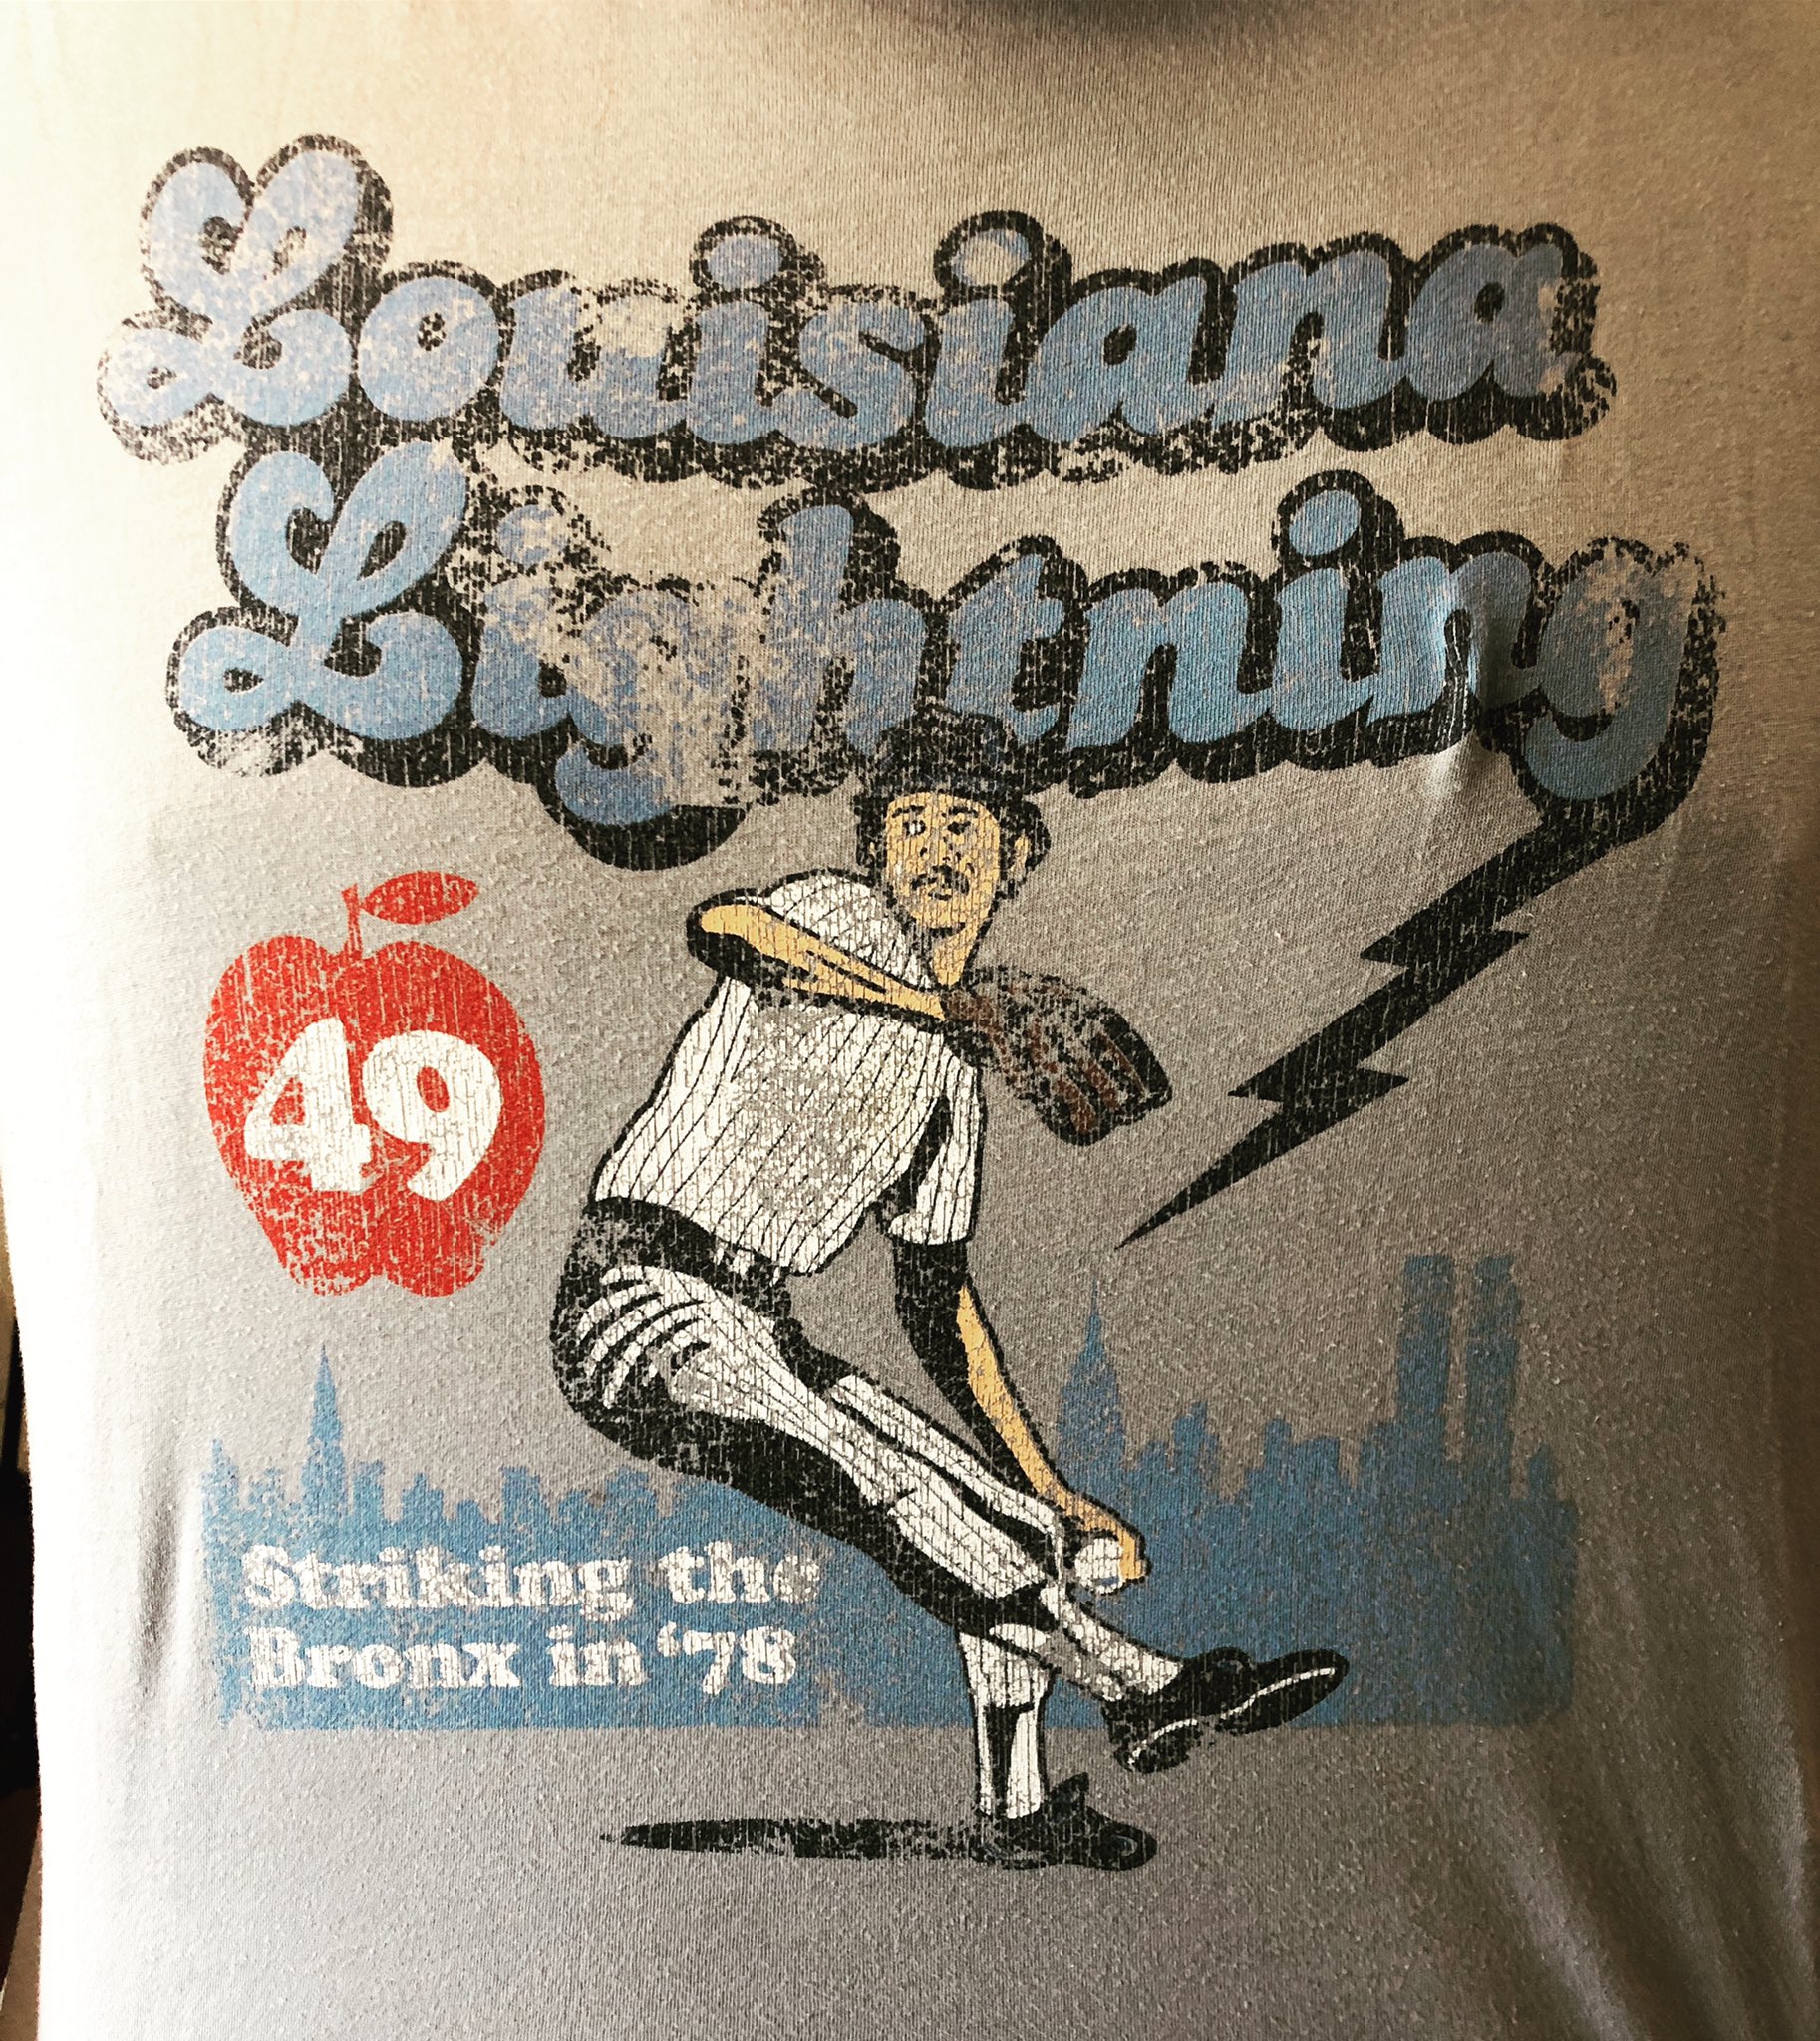 Louisiana
Lightning
49
Striking the
Bronx in '78